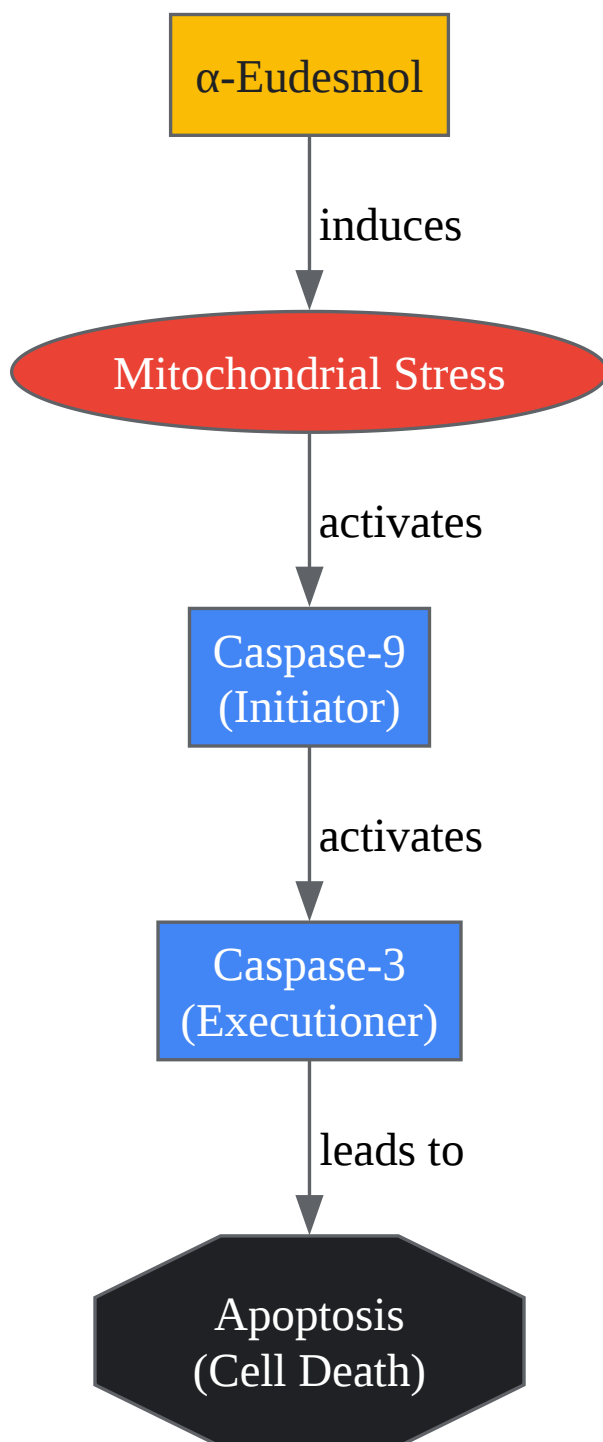 α-Eudesmol
induces
Mitochondrial Stress
activates
Caspase-9
(Initiator)
activates
Caspase-3
(Executioner)
leads to
Apoptosis
(Cell Death)